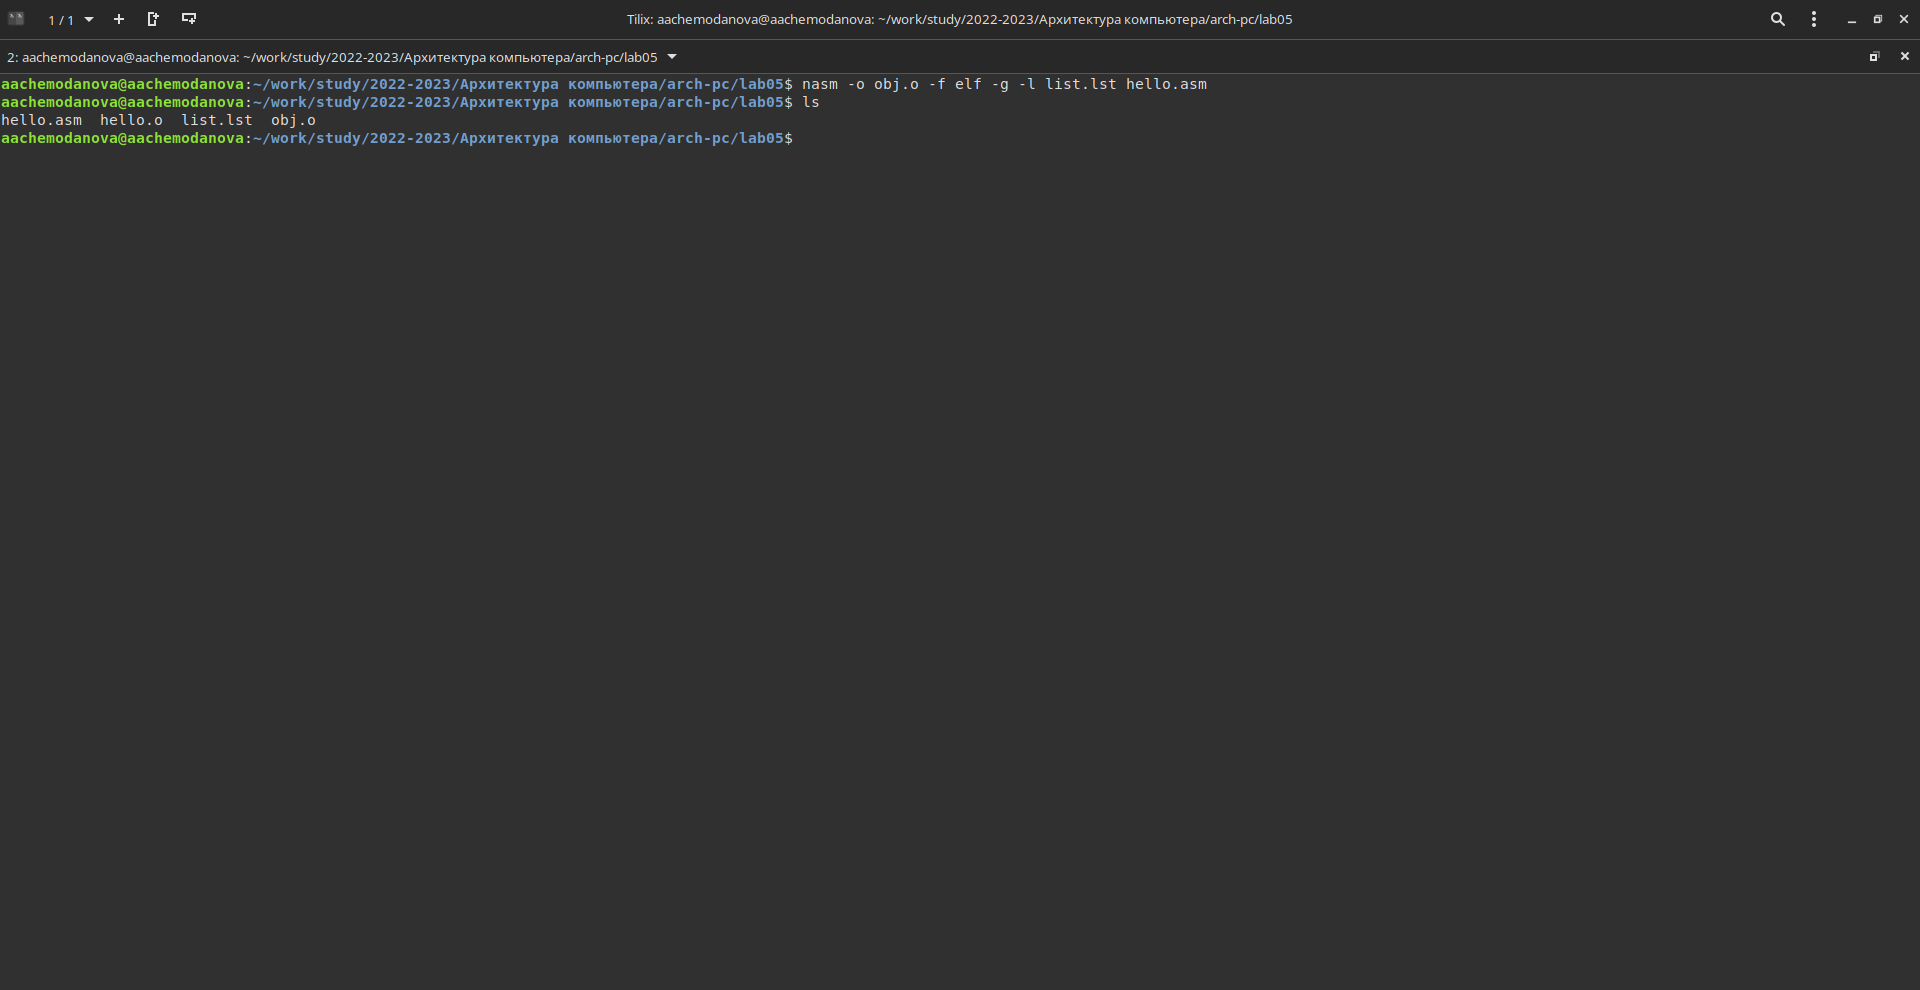 1 / 1
Tilix: aachemodanova@aachemodanova: ~/work/study/2022-2023/Архитектура компьютера/arch-pc/lab05
2: aachemodanova@aachemodanova: ~/work/study/2022-2023/Архитектура компьютера/arch-pc/lab05
aachemodanova@aachemodanova:~/work/study/2022-2023/Архитектура компьютера/arch-pc/lab05$ nasm -o obj.o -f elf -g -l list.lst hello.asm
aachemodanova@aachemodanova:~/work/study/2022-2023/Архитектура компьютера/arch-pc/lab05$ ls
hello.asm  hello.o  list.lst  obj.o
aachemodanova@aachemodanova:~/work/study/2022-2023/Архитектура компьютера/arch-pc/lab05$